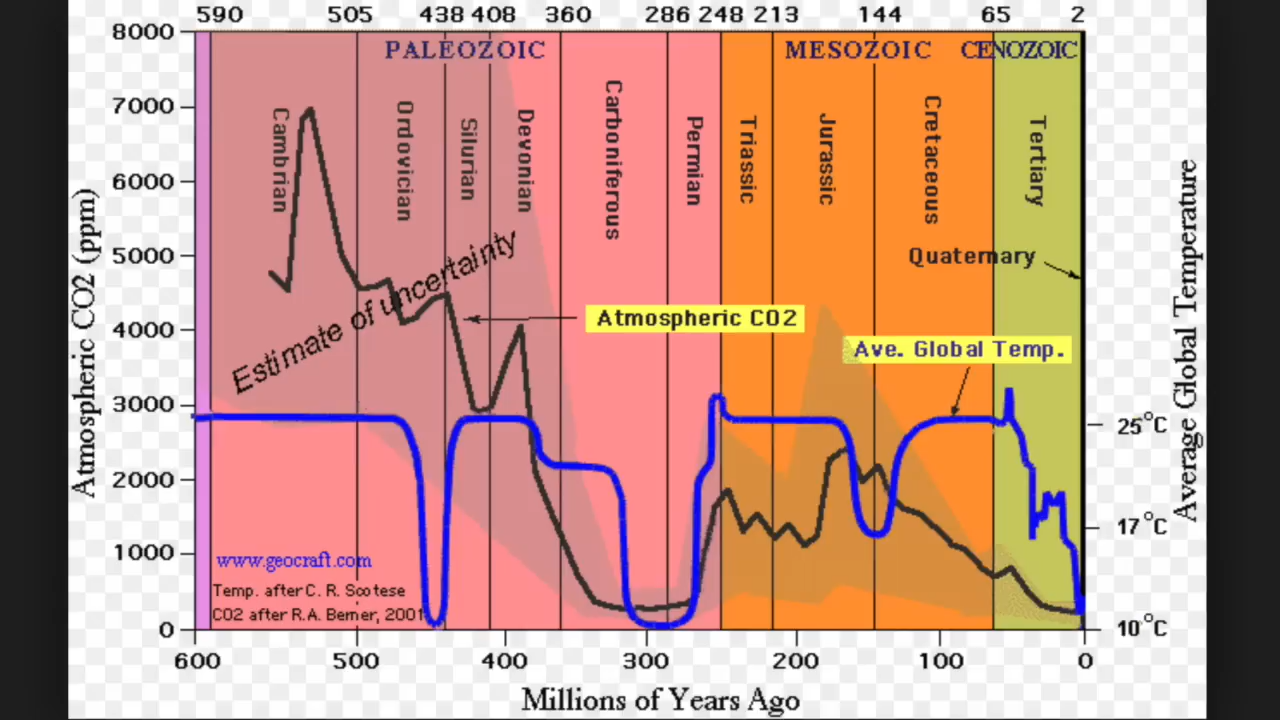 590 505 438 408 360 286 248 213 144 65 2
8000
PALEOZOIC
MESOZOIC
CENOZOIC
7000
6000
5000
4000
3000
2000
1000
0
Atmospheric CO2 (ppm)
Cambrian
Ordovician
Silurian
Devonian
Carboniferous
Permian
Triassic
Jurassic
Cretaceous
Tertiary
Quaternary
Estimate of uncertainty
Atmospheric CO2
Ave. Global Temp.
25°C
17°C
10°C
Average Global Temperature
www.geocraft.com
Temp. after C. R. Scotese
CO2 after R.A. Berner, 2001
600 500 400 300 200 100 0
Millions of Years Ago